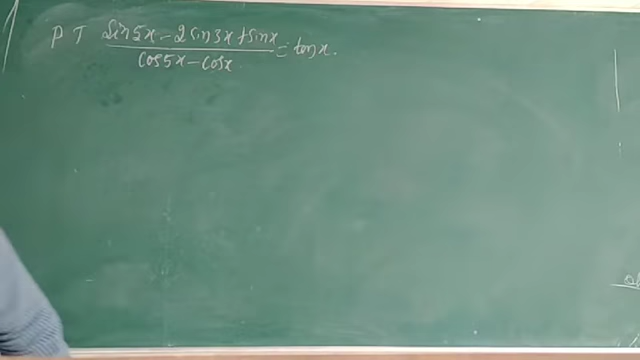 P T sin5x - 2sin3x + sinx / cos5x - cosx = tanx.